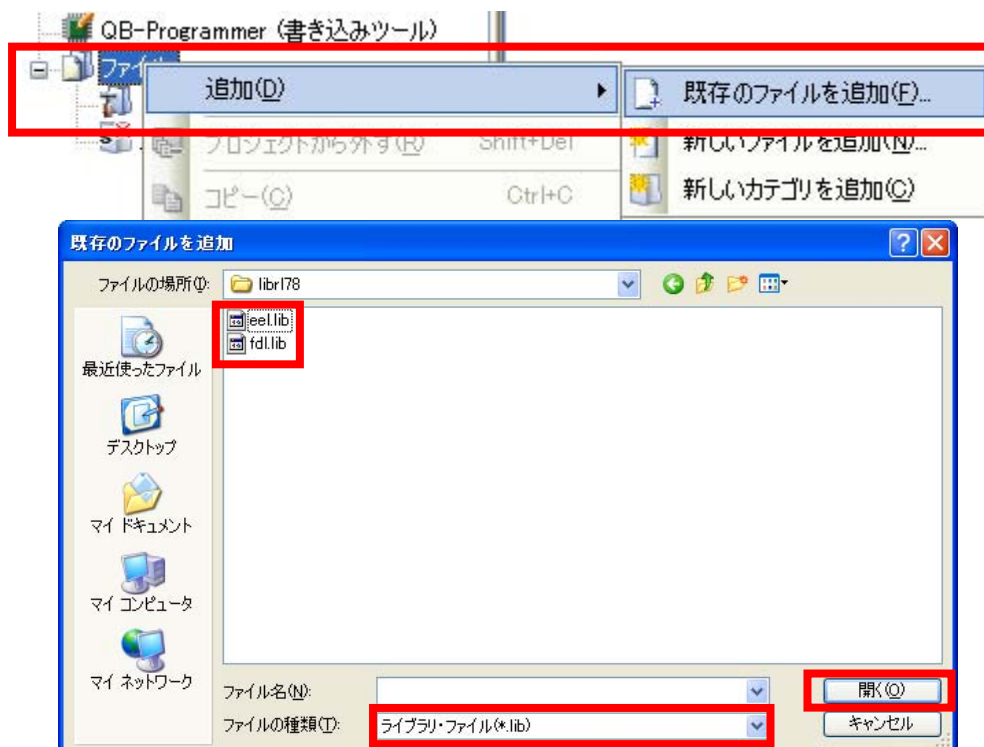 QB-Programmer (書き込みツール)
ファイル
追加(D)
既存のファイルを追加(F)...
プロジェクトから外す(R) Shift+Del
新しいファイルを追加(N)...
コピー(C) Ctrl+C
新しいカテゴリを追加(C)
既存のファイルを追加
ファイルの場所(I):
librl78
eel.lib
fdl.lib
最近使ったファイル
デスクトップ
マイ ドキュメント
マイ コンピュータ
マイ ネットワーク
ファイル名(N):
開く(O)
ファイルの種類(T):
ライブラリ・ファイル(*.lib)
キャンセル